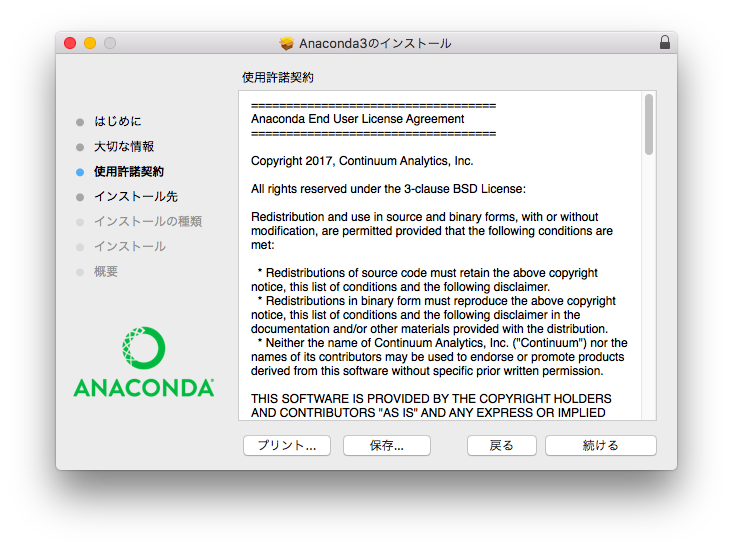 Anaconda3のインストール
使用許諾契約
はじめに
大切な情報
使用許諾契約
インストール先
インストールの種類
インストール
概要
ANACONDA®
===================================
Anaconda End User License Agreement
===================================
Copyright 2017, Continuum Analytics, Inc.
All rights reserved under the 3-clause BSD License:
Redistribution and use in source and binary forms, with or without
modification, are permitted provided that the following conditions are
met:
* Redistributions of source code must retain the above copyright
notice, this list of conditions and the following disclaimer.
* Redistributions in binary form must reproduce the above copyright
notice, this list of conditions and the following disclaimer in the
documentation and/or other materials provided with the distribution.
* Neither the name of Continuum Analytics, Inc. ("Continuum") nor the
names of its contributors may be used to endorse or promote products
derived from this software without specific prior written permission.
THIS SOFTWARE IS PROVIDED BY THE COPYRIGHT HOLDERS
AND CONTRIBUTORS "AS IS" AND ANY EXPRESS OR IMPLIED
プリント...
保存...
戻る
続ける